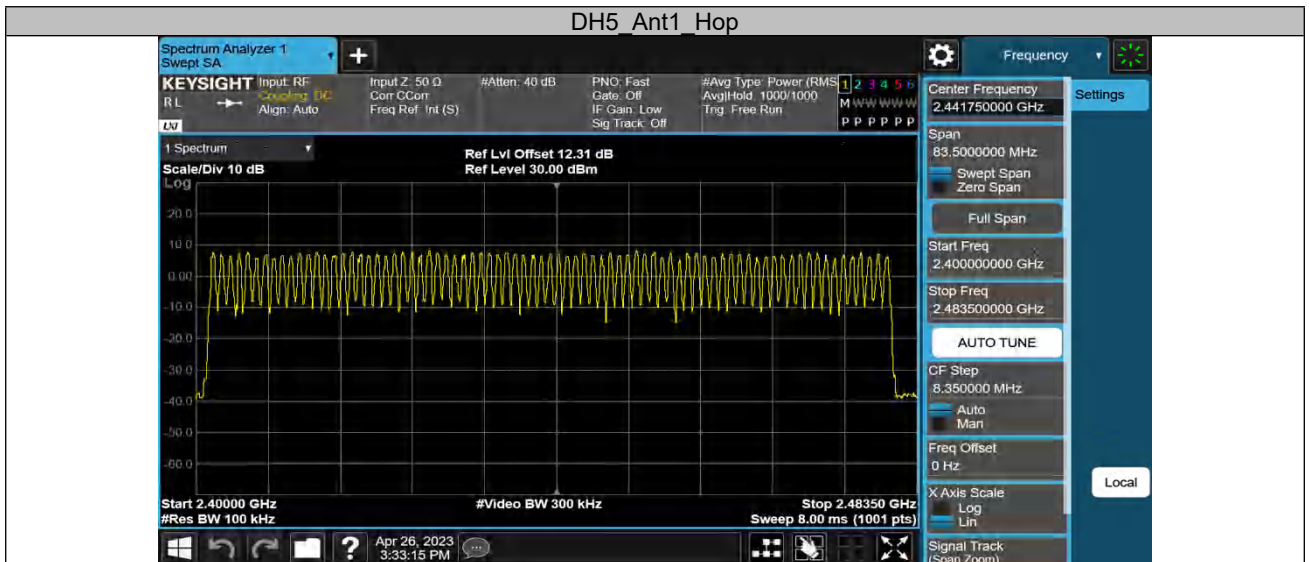 DH5_Ant1_Hop
Spectrum Analyzer 1
Swept SA
+
Frequency
KEYSIGHT
RL
LXI
Input: RF
Coupling: DC
Align: Auto
Input Z: 50 Ω
Corr CCorr
Freq Ref: Int (S)
#Atten: 40 dB
PNO: Fast
Gate: Off
IF Gain: Low
Sig Track: Off
#Avg Type: Power (RMS
Avg|Hold: 1000/1000
Trig: Free Run
1 2 3 4 5 6
M W W W W W
P P P P P P
1 Spectrum
Scale/Div 10 dB
Ref Lvl Offset 12.31 dB
Ref Level 30.00 dBm
Log
20.0
10.0
0.00
-10.0
-20.0
-30.0
-40.0
-50.0
-60.0
Start 2.40000 GHz
#Res BW 100 kHz
#Video BW 300 kHz
Stop 2.48350 GHz
Sweep 8.00 ms (1001 pts)
?
Apr 26, 2023
3:33:15 PM
Center Frequency
2.441750000 GHz
Settings
Span
83.5000000 MHz
Swept Span
Zero Span
Full Span
Start Freq
2.400000000 GHz
Stop Freq
2.483500000 GHz
AUTO TUNE
CF Step
8.350000 MHz
Auto
Man
Freq Offset
0 Hz
X Axis Scale
Log
Lin
Local
Signal Track
(Span Zoom)